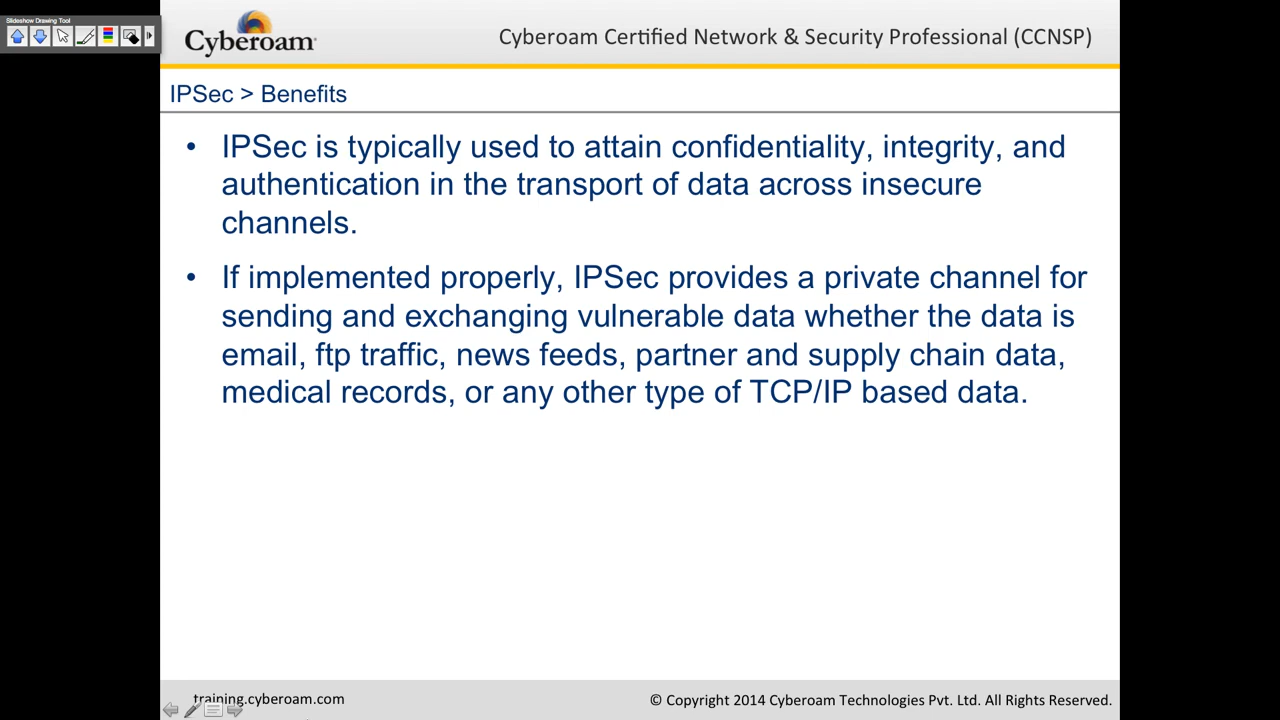 Slideshow Drawing Tool
Cyberoam
Cyberoam Certified Network & Security Professional (CCNSP)
IPSec > Benefits
• IPSec is typically used to attain confidentiality, integrity, and
authentication in the transport of data across insecure
channels.
• If implemented properly, IPSec provides a private channel for
sending and exchanging vulnerable data whether the data is
email, ftp traffic, news feeds, partner and supply chain data,
medical records, or any other type of TCP/IP based data.
training.cyberoam.com
© Copyright 2014 Cyberoam Technologies Pvt. Ltd. All Rights Reserved.